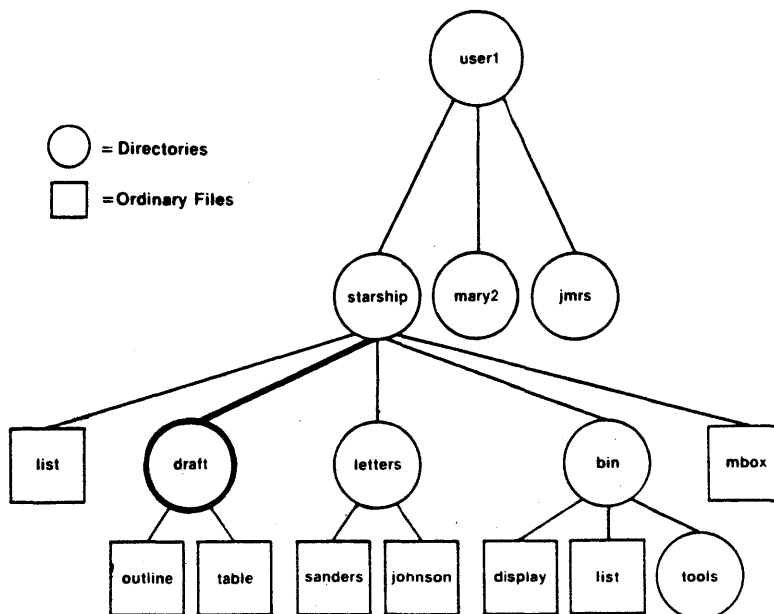 user1
= Directories
= Ordinary Files
starship
mary2
jmrs
list
draft
letters
bin
mbox
outline
table
sanders
johnson
display
list
tools